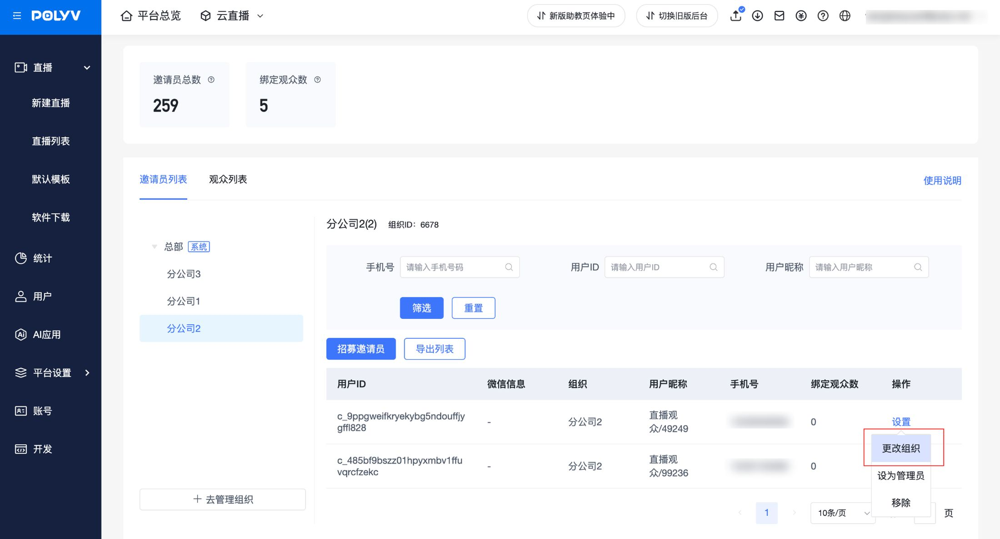 POLYV
平台总览
云直播
新版助教页体验中
切换旧版后台
直播
新建直播
直播列表
默认模板
软件下载
统计
用户
AI应用
平台设置
账号
开发
邀请员总数
259
绑定观众数
5
邀请员列表
观众列表
使用说明
总部 系统
分公司3
分公司1
分公司2
去管理组织
分公司2(2) 组织ID：6678
手机号 请输入手机号码
用户ID 请输入用户ID
用户昵称 请输入用户昵称
筛选 重置
招募邀请员 导出列表
用户ID 微信信息 组织 用户昵称 手机号 绑定观众数 操作
c_9ppgweifkryekybg5ndouffjy
gffl828
-
分公司2
直播观
众/49249
0
设置
c_485bf9bszz01hpyxmbv1ffu
vqrcfzekc
-
分公司2
直播观
众/99236
0
更改组织
设为管理员
移除
1
10条/页
页